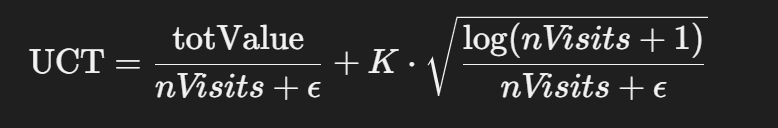 UCT = totValue / (nVisits + ϵ) + K · √(log(nVisits + 1) / (nVisits + ϵ))